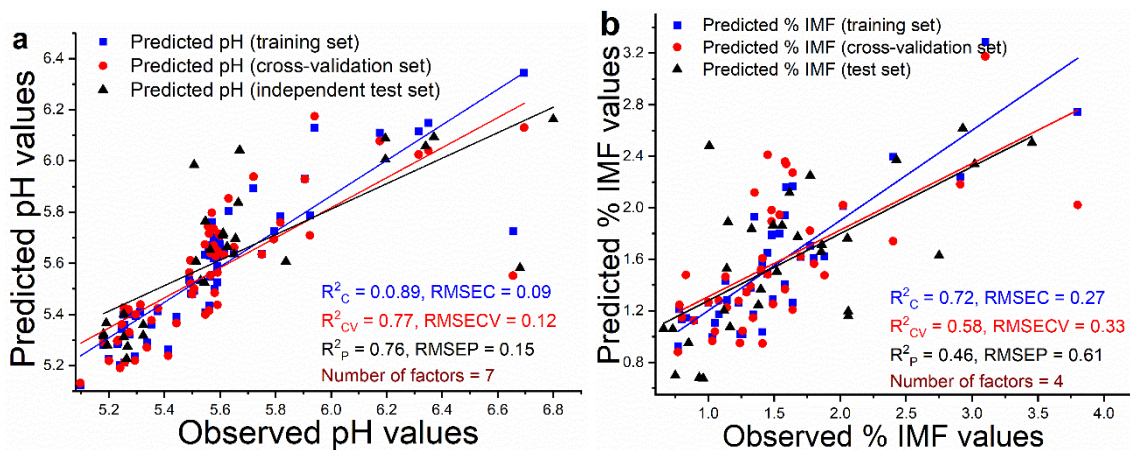 a
Predicted pH (training set)
Predicted pH (cross-validation set)
Predicted pH (independent test set)
Predicted pH values
6.4
6.2
6.0
5.8
5.6
5.4
5.2
R²C = 0.0.89, RMSEC = 0.09
R²CV = 0.77, RMSECV = 0.12
R²P = 0.76, RMSEP = 0.15
Number of factors = 7
5.2 5.4 5.6 5.8 6.0 6.2 6.4 6.6 6.8
Observed pH values
b
Predicted % IMF (training set)
Predicted % IMF (cross-validation set)
Predicted % IMF (test set)
Predicted % IMF values
3.2
2.8
2.4
2.0
1.6
1.2
0.8
R²C = 0.72, RMSEC = 0.27
R²CV = 0.58, RMSECV = 0.33
R²P = 0.46, RMSEP = 0.61
Number of factors = 4
1.0 1.5 2.0 2.5 3.0 3.5 4.0
Observed % IMF values